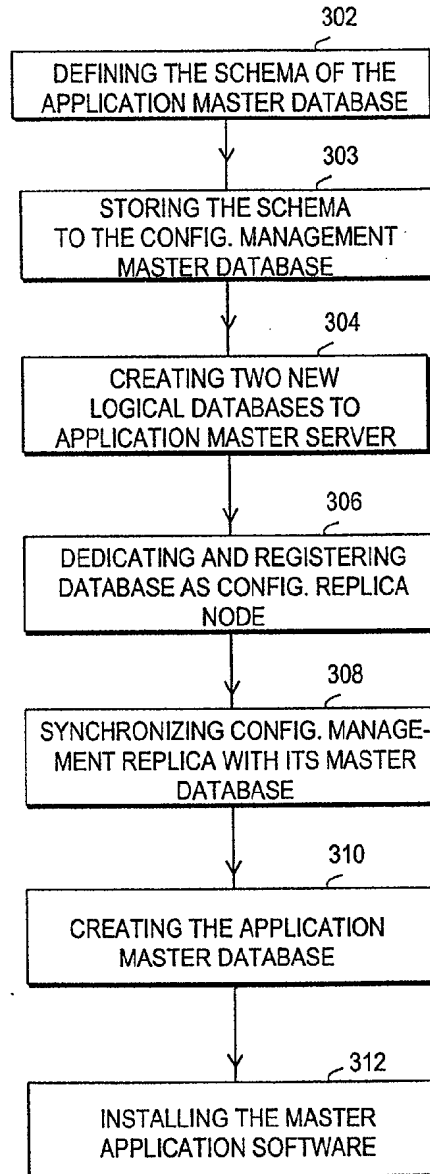 302
DEFINING THE SCHEMA OF THE
APPLICATION MASTER DATABASE
303
STORING THE SCHEMA
TO THE CONFIG. MANAGEMENT
MASTER DATABASE
304
CREATING TWO NEW
LOGICAL DATABASES TO
APPLICATION MASTER SERVER
306
DEDICATING AND REGISTERING
DATABASE AS CONFIG. REPLICA
NODE
308
SYNCHRONIZING CONFIG. MANAGE-
MENT REPLICA WITH ITS MASTER
DATABASE
310
CREATING THE APPLICATION
MASTER DATABASE
312
INSTALLING THE MASTER
APPLICATION SOFTWARE